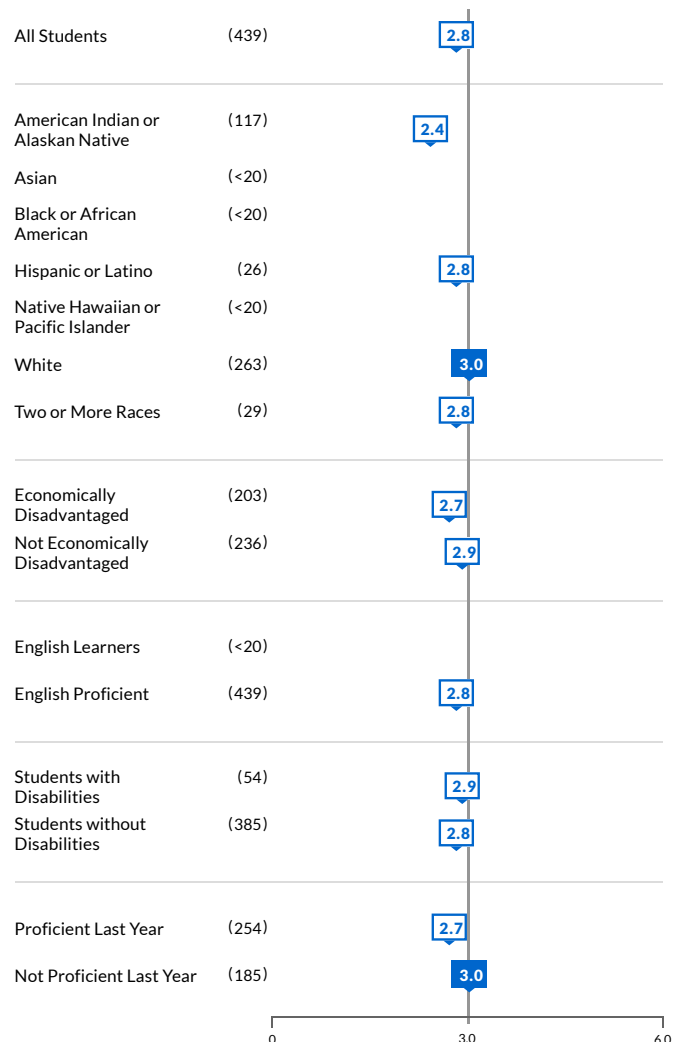 All Students (439) 2.8
American Indian or (117) 2.4
Alaskan Native
Asian (<20)
Black or African (<20)
American
Hispanic or Latino (26) 2.8
Native Hawaiian or (<20)
Pacific Islander
White (263) 3.0
Two or More Races (29) 2.8
Economically (203) 2.7
Disadvantaged
Not Economically (236) 2.9
Disadvantaged
English Learners (<20)
English Proficient (439) 2.8
Students with (54) 2.9
Disabilities
Students without (385) 2.8
Disabilities
Proficient Last Year (254) 2.7
Not Proficient Last Year (185) 3.0
0 3.0 6.0